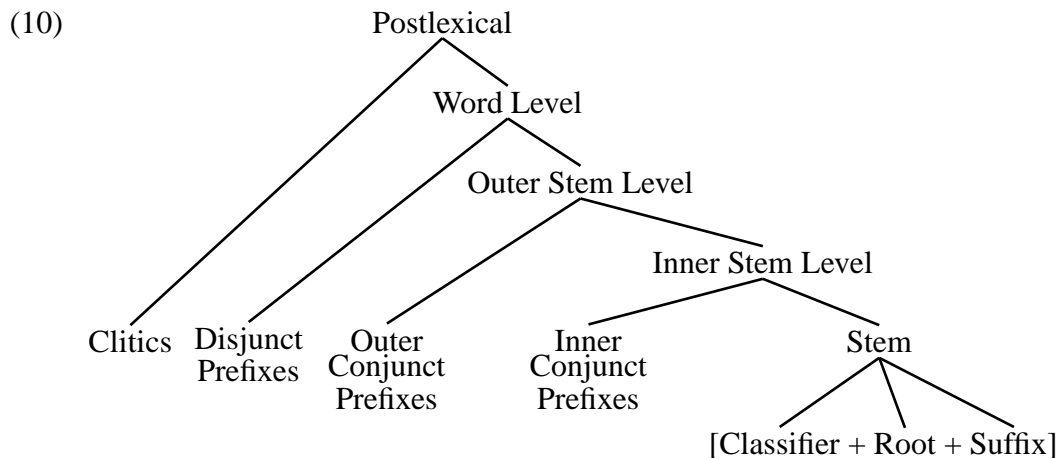 (10) Postlexical
Word Level
Outer Stem Level
Inner Stem Level
Clitics
Disjunct
Prefixes
Outer
Conjunct
Prefixes
Inner
Conjunct
Prefixes
Stem
[Classifier + Root + Suffix]